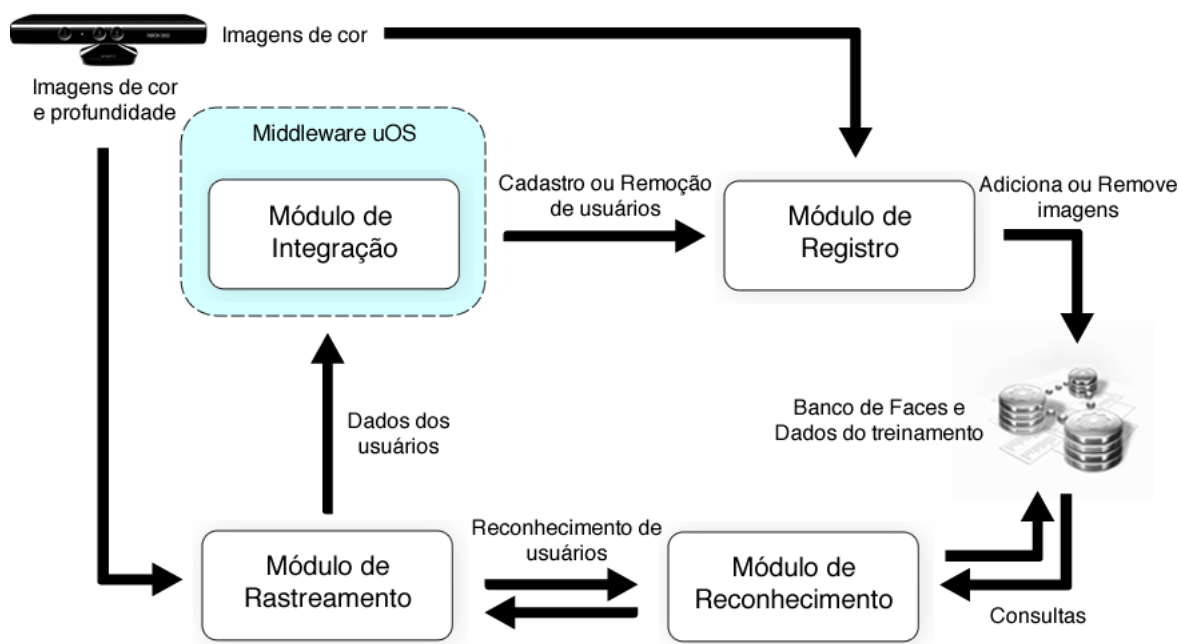 XBOX 360
Imagens de cor
Imagens de cor
e profundidade
Middleware uOS
Módulo de
Integração
Cadastro ou Remoção
de usuários
Módulo de
Registro
Adiciona ou Remove
imagens
Dados dos
usuários
Banco de Faces e
Dados do treinamento
Módulo de
Rastreamento
Reconhecimento de
usuários
Módulo de
Reconhecimento
Consultas